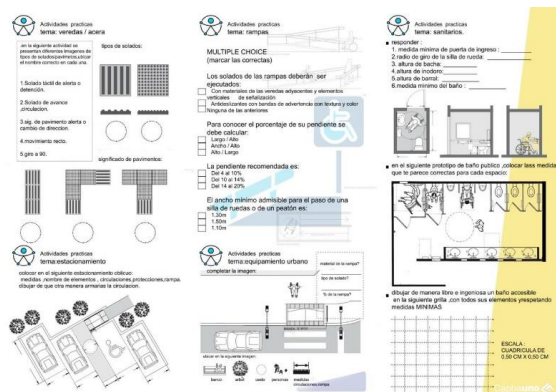 Actividades practicas
tema: veredas / acera
.en la siguiente actividad se
presentan diferentes imagenes de
tipos de solados/pavimentos,ubicar
el nombre correcto en cada una.
1.Solado táctil de alerta o
detención.
2.Solado de avance
,circulacion.
3.sig. de pavimento alerta o
cambio de direccion.
4.movimiento recto.
5.giro a 90.
tipos de solados:
significado de pavimentos:
Actividades practicas
tema: rampas
MULTIPLE CHOICE
(marcar las correctas)
Los solados de las rampas deberán ser
ejecutados:
Con materiales de las veredas adyacentes y elementos
verticales de señalización
Antideslizantes con bandas de advertencia con textura y color
Ninguna de las anteriores.
Para conocer el porcentaje de su pendiente se
debe calcular:
Largo / Alto
Ancho / Alto
Alto / Largo
La pendiente recomendada es:
Del 4 al 10%
Del 10 al 14%
Del 14 al 20%
El ancho mínimo admisible para el paso de una
silla de ruedas o de un peatón es:
1.30m
1.50m
1.10m
Actividades practicas
tema: sanitarios.
responder :
1. medida minima de puerta de ingreso :
2.radio de giro de la silla de rueda:
3. altura de bacha:
4.altura de inodoro:
5.altura de barral:
6.medida minima del baño :
en el siguiente prototipo de baño publico ,colocar lass medidas
que te parece correctas para cada espacio:
dibujar de manera libre e ingeniosa un baño accesible
en la siguiente grilla ,con todos sus elementos yrespetando
medidas MINIMAS
ESCALA :
CUADRICULA DE
0,50 CM X 0,50 CM
Actividades practicas
tema:estacionamiento
colocar en el siguiente estacionamiento oblicuo:
medidas ,nombre de elementos , circulaciones,protecciones,rampa.
dibujar de que otra manera armarias la circulacion.
Actividades practicas
tema:equipamiento urbano
completar la imagen:
material de la rampa?
tipo de solado?
% de la rampa?
ubicar en la siguiente imagen:
banco
arbol
cesto
personas
medidas
circulaciones rampas